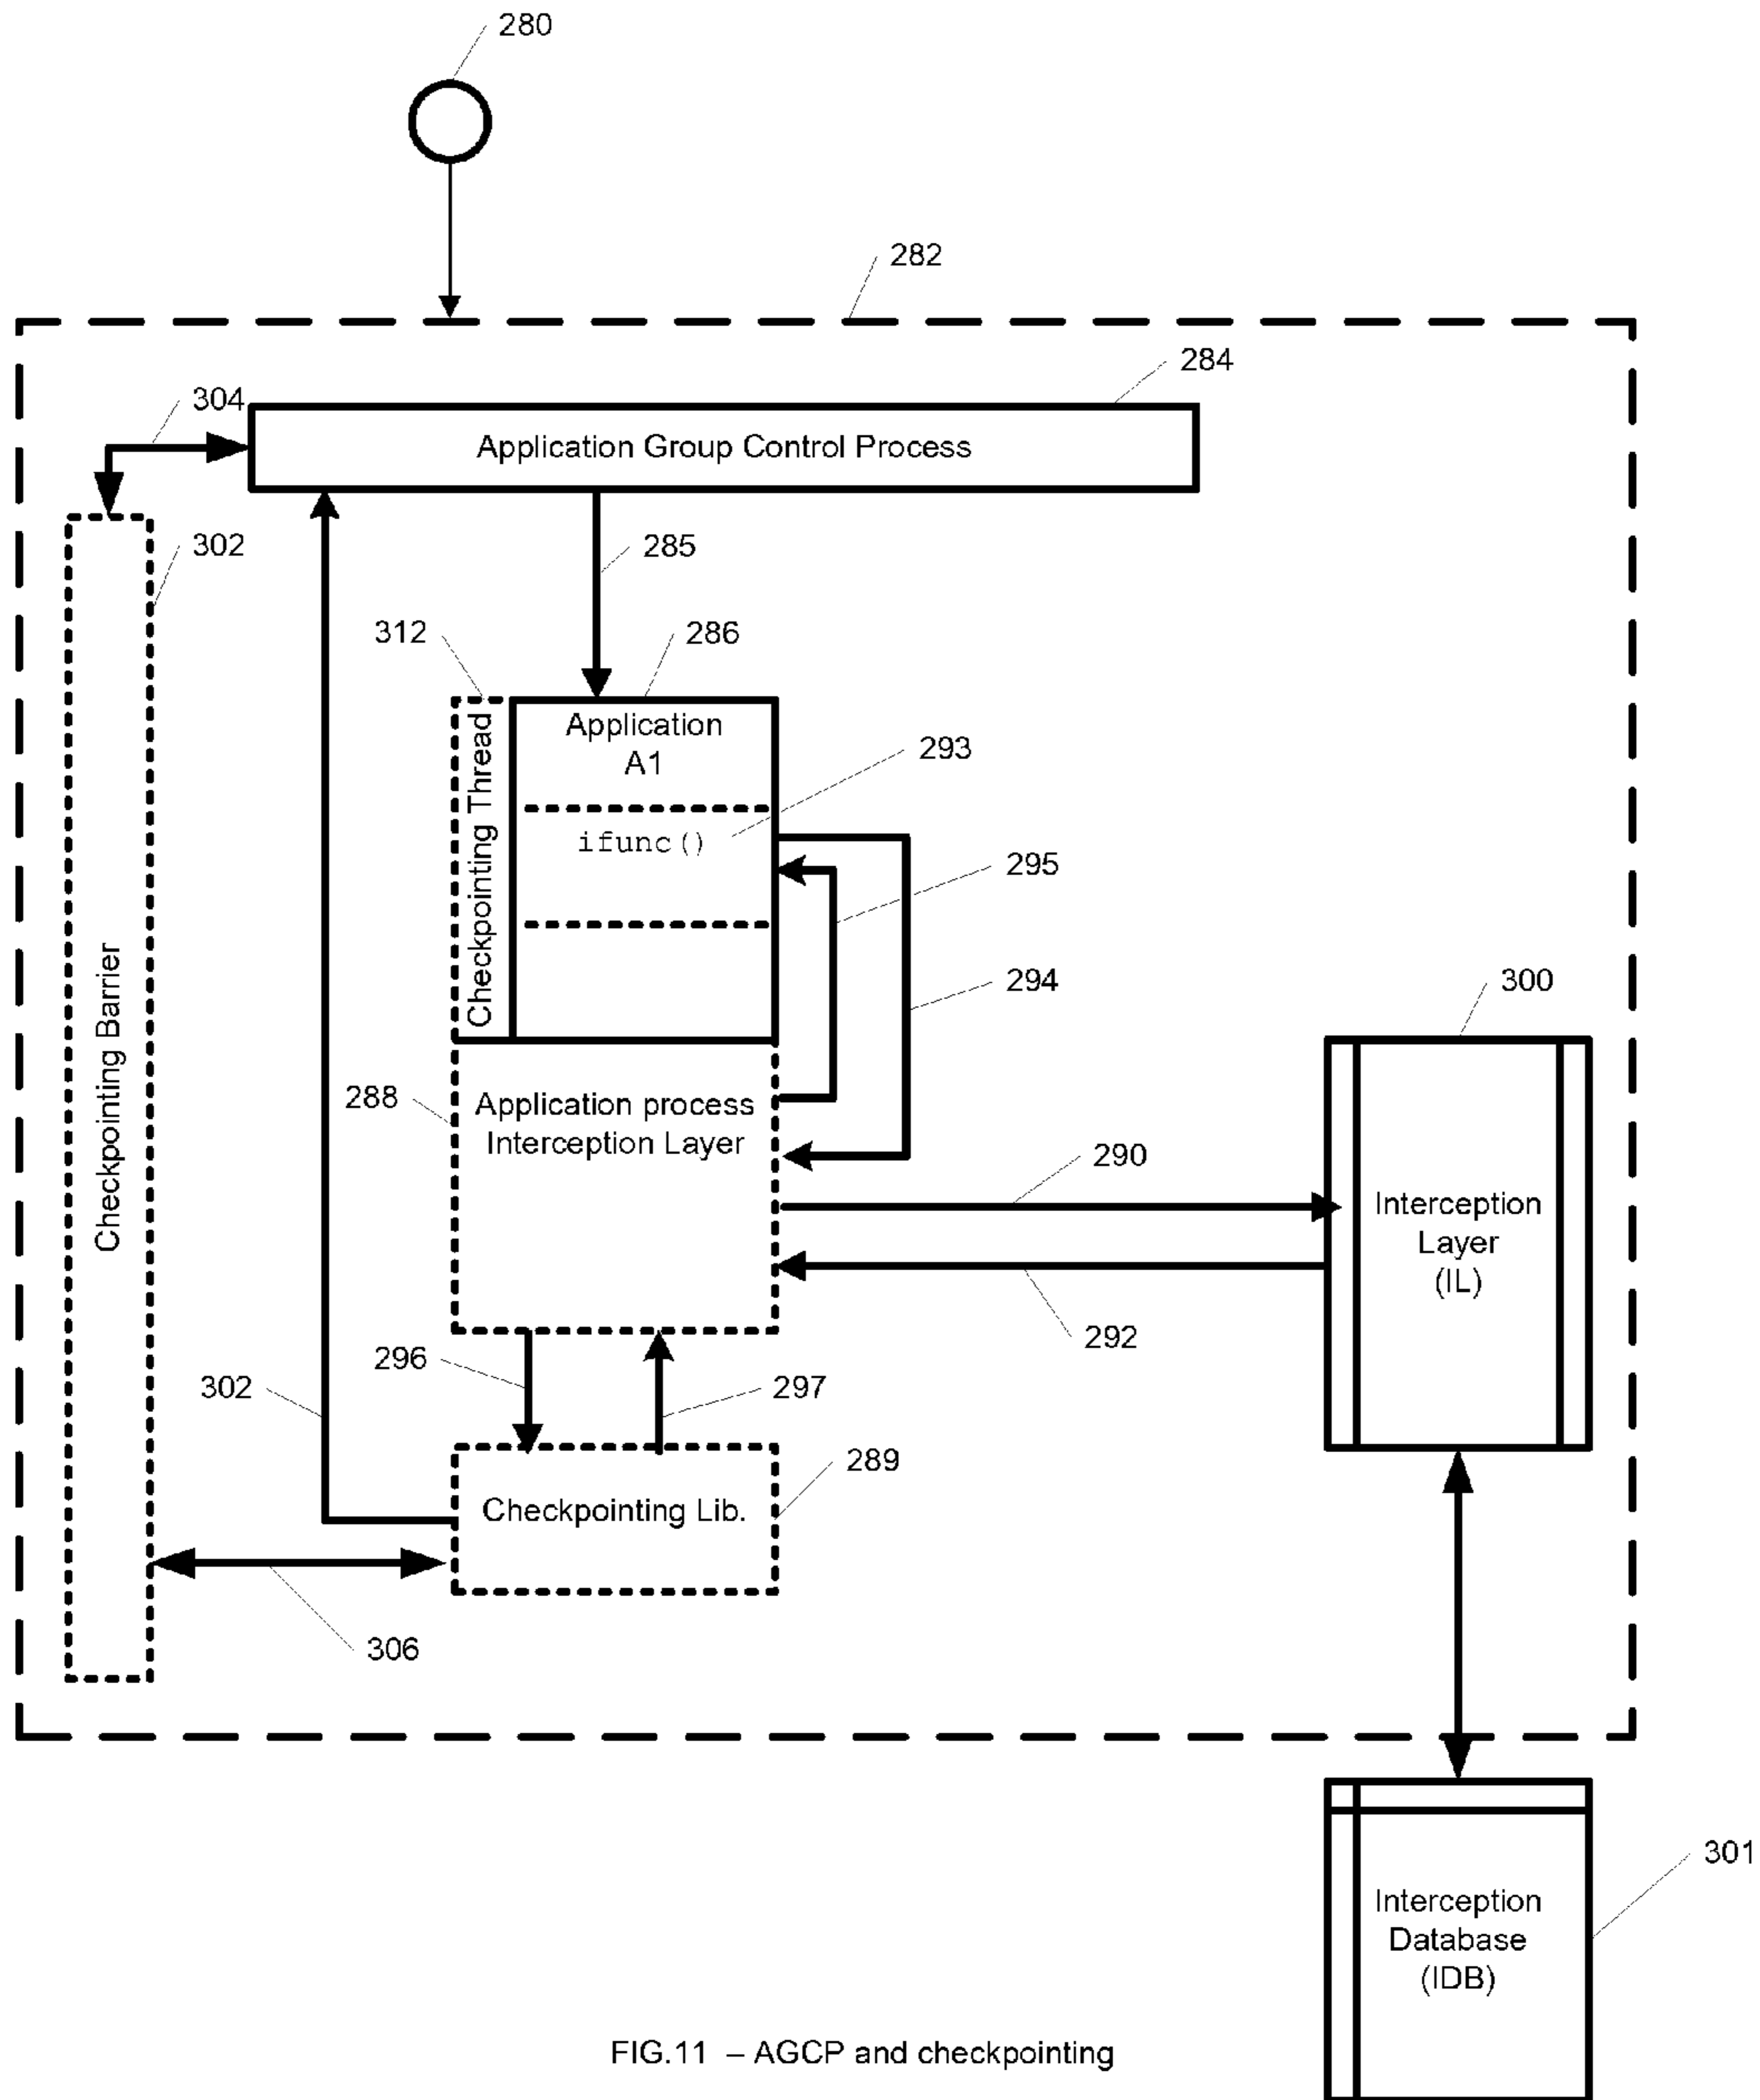 280
282
284
304
Application Group Control Process
302
285
312
286
Checkpointing Thread
Application
A1
293
ifunc()
295
294
300
Checkpointing Barrier
288
Application process
Interception Layer
290
Interception
Layer
(IL)
292
296
297
302
289
Checkpointing Lib.
306
301
Interception
Database
(IDB)
FIG.11 – AGCP and checkpointing